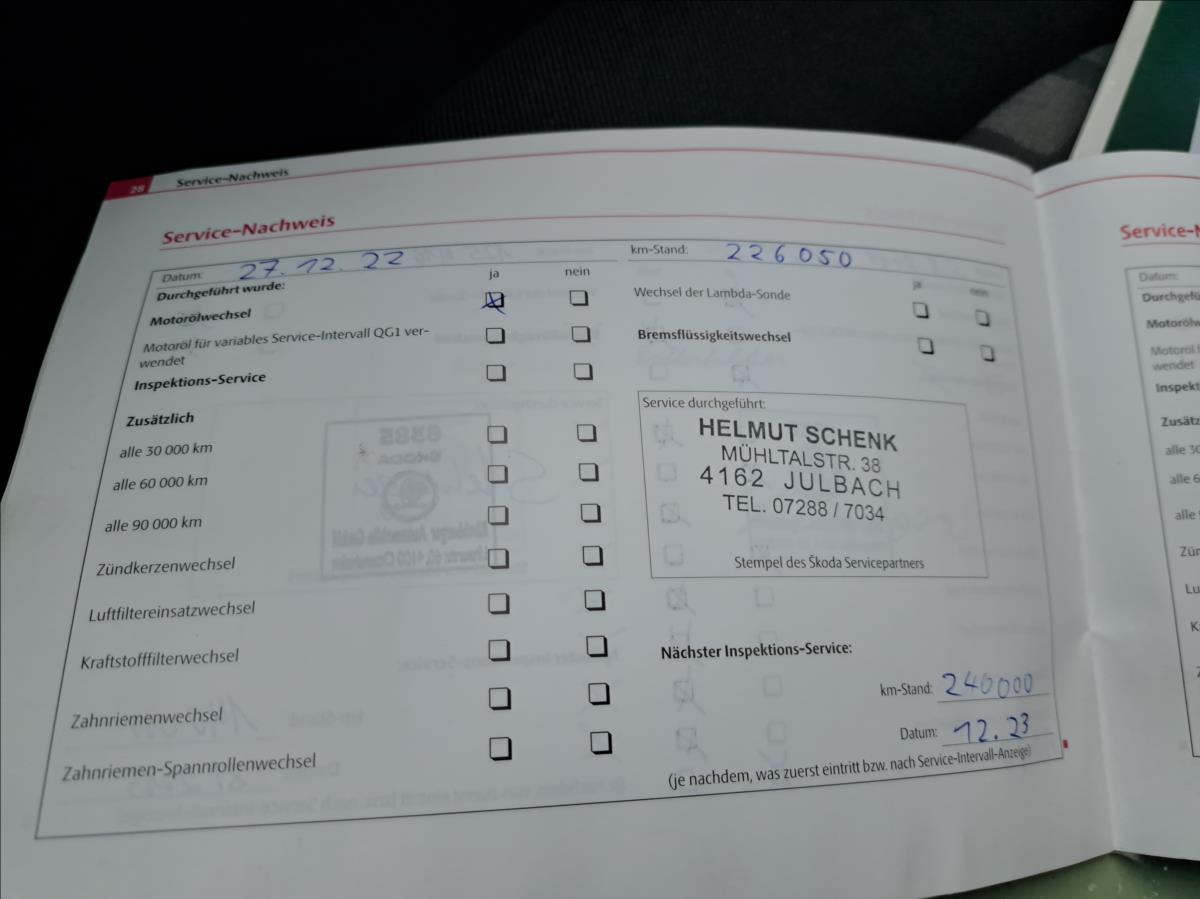 28 Service-Nachweis
Service-Nachweis
Datum: 27.12.22
km-Stand: 226050
ja nein
Durchgeführt wurde:
Motorölwechsel
Motoröl für variables Service-Intervall QG1 ver-
wendet
Inspektions-Service
Zusätzlich
alle 30 000 km
alle 60 000 km
alle 90 000 km
Zündkerzenwechsel
Luftfiltereinsatzwechsel
Kraftstofffilterwechsel
Zahnriemenwechsel
Zahnriemen-Spannrollenwechsel
ja nein
Wechsel der Lambda-Sonde
Bremsflüssigkeitswechsel
Service durchgeführt:
HELMUT SCHENK
MÜHLTALSTR. 38
4162 JULBACH
TEL. 07288 / 7034
Stempel des Škoda Servicepartners
Nächster Inspektions-Service:
km-Stand: 240000
Datum: 12.23
(je nachdem, was zuerst eintritt bzw. nach Service-Intervall-Anzeige)
Service-N
Datum:
Durchgefü
Motorölw
Motoröl f
wendet
Inspekt
Zusätz
alle 30
alle 6
alle
Zün
Lu
K